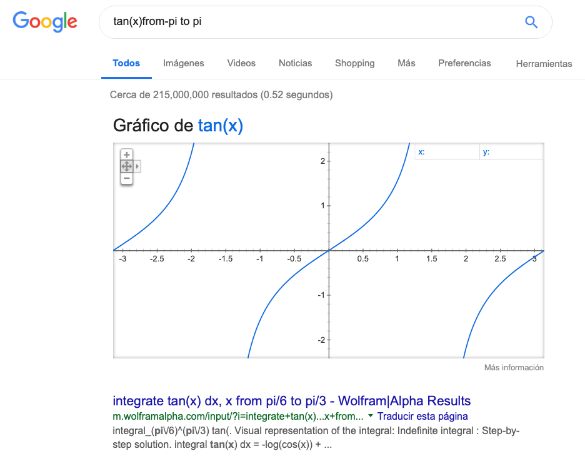 Google
tan(x)from-pi to pi
Todos Imágenes Videos Noticias Shopping Más Preferencias Herramientas
Cerca de 215,000,000 resultados (0.52 segundos)
Gráfico de tan(x)
x: y:
2
1
-3 -2.5 -2 -1.5 -1 -0.5 0.5 1 1.5 2 2.5 3
-1
-2
Más información
integrate tan(x) dx, x from pi/6 to pi/3 - Wolfram|Alpha Results
m.wolframalpha.com/input/?i=integrate+tan(x)...x+from... Traducir esta página
integral_(pi\/6)^(pi\/3) tan(. Visual representation of the integral: Indefinite integral : Step-by-
step solution. integral tan(x) dx = -log(cos(x)) + ...